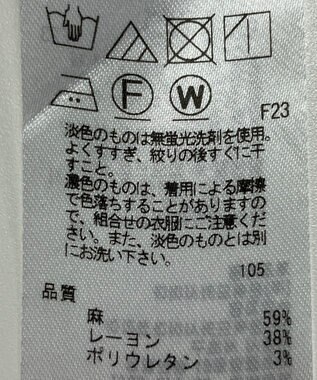 F
W
F23
淡色のものは無蛍光洗剤を使用。
よくすすぎ、絞りの後すぐに干
すこと。
濃色のものは、着用による摩擦
で色落ちすることがありますの
で、組合せの衣服にご注意くだ
さい。また、淡色のものとは別
にお洗い下さい。
105
品質
麻 59%
レーヨン 38%
ポリウレタン 3%